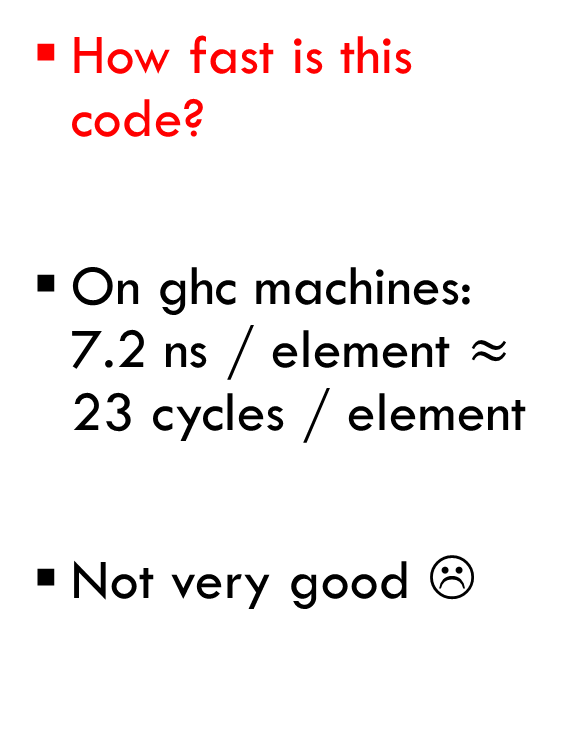 ▪ How fast is this
code?
▪ On ghc machines:
7.2 ns / element ≈
23 cycles / element
▪ Not very good ☹